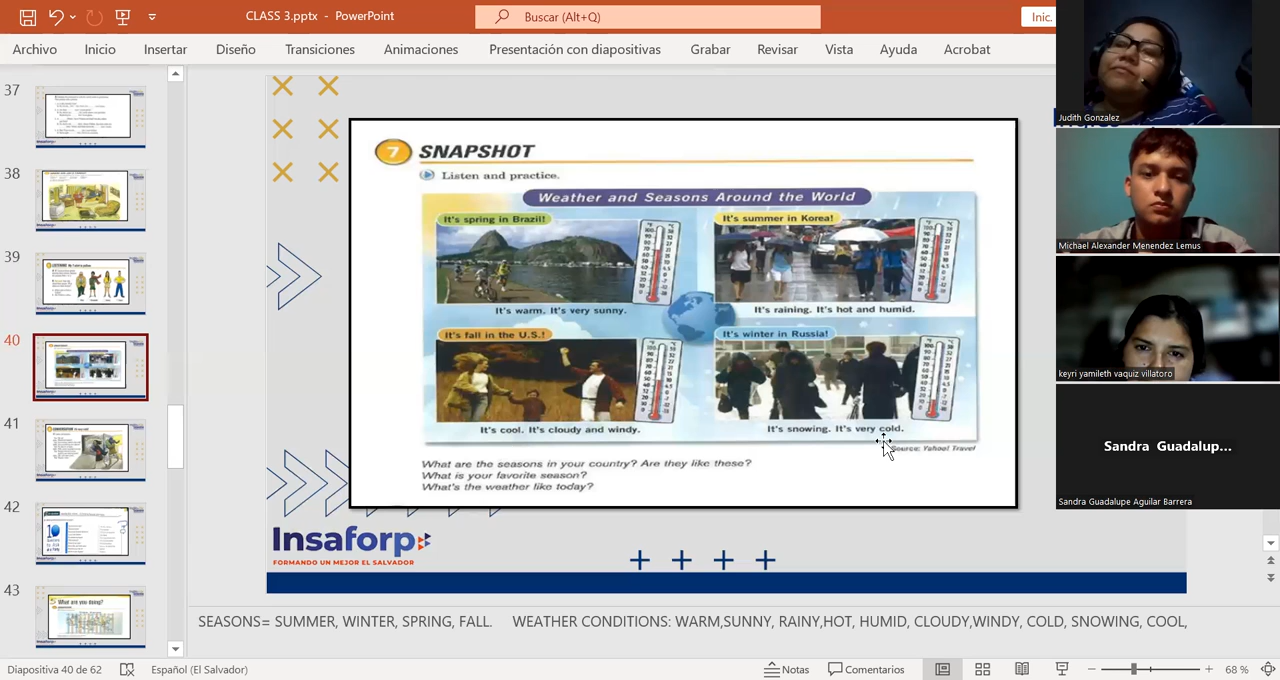 CLASS 3.pptx - PowerPoint
Buscar (Alt+Q)
Inic.
Archivo Inicio Insertar Diseño Transiciones Animaciones Presentación con diapositivas Grabar Revisar Vista Ayuda Acrobat
37
38
39
40
41
42
43
7 SNAPSHOT
Listen and practice.
Weather and Seasons Around the World
It's spring in Brazil!
It's warm. It's very sunny.
It's summer in Korea!
It's raining. It's hot and humid.
It's fall in the U.S.!
It's cool. It's cloudy and windy.
It's winter in Russia!
It's snowing. It's very cold.
Source: Yahoo! Travel
What are the seasons in your country? Are they like these?
What is your favorite season?
What's the weather like today?
Insaforp
FORMANDO UN MEJOR EL SALVADOR
Judith Gonzalez
Michael Alexander Menendez Lemus
keyri yamileth vaquiz villatoro
Sandra Guadalup...
Sandra Guadalupe Aguilar Barrera
SEASONS= SUMMER, WINTER, SPRING, FALL. WEATHER CONDITIONS: WARM,SUNNY, RAINY,HOT, HUMID, CLOUDY,WINDY, COLD, SNOWING, COOL,
Diapositiva 40 de 62 Español (El Salvador) Notas Comentarios 68 %